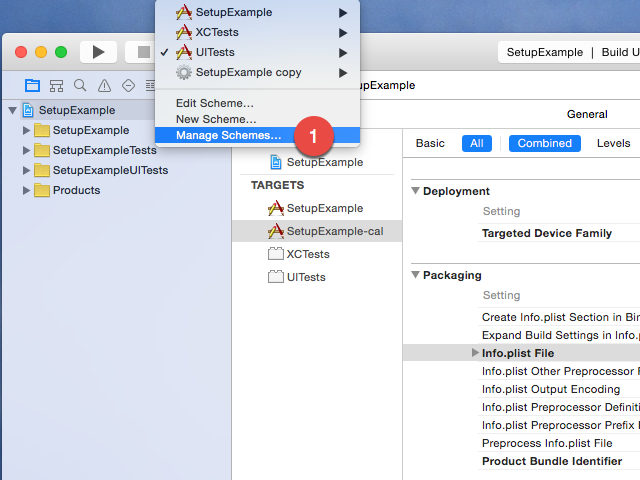 SetupExample
XCTests
UITests
SetupExample copy
Edit Scheme...
New Scheme...
Manage Schemes...
1
SetupExample | Build U
SetupExample
SetupExample
SetupExampleTests
SetupExampleUITests
Products
upExample
General
SetupExample
TARGETS
SetupExample
SetupExample-cal
XCTests
UITests
Basic All Combined Levels
Deployment
Setting
Targeted Device Family
Packaging
Setting
Create Info.plist Section in Bin
Expand Build Settings in Info.p
Info.plist File
Info.plist Other Preprocessor F
Info.plist Output Encoding
Info.plist Preprocessor Definiti
Info.plist Preprocessor Prefix F
Preprocess Info.plist File
Product Bundle Identifier